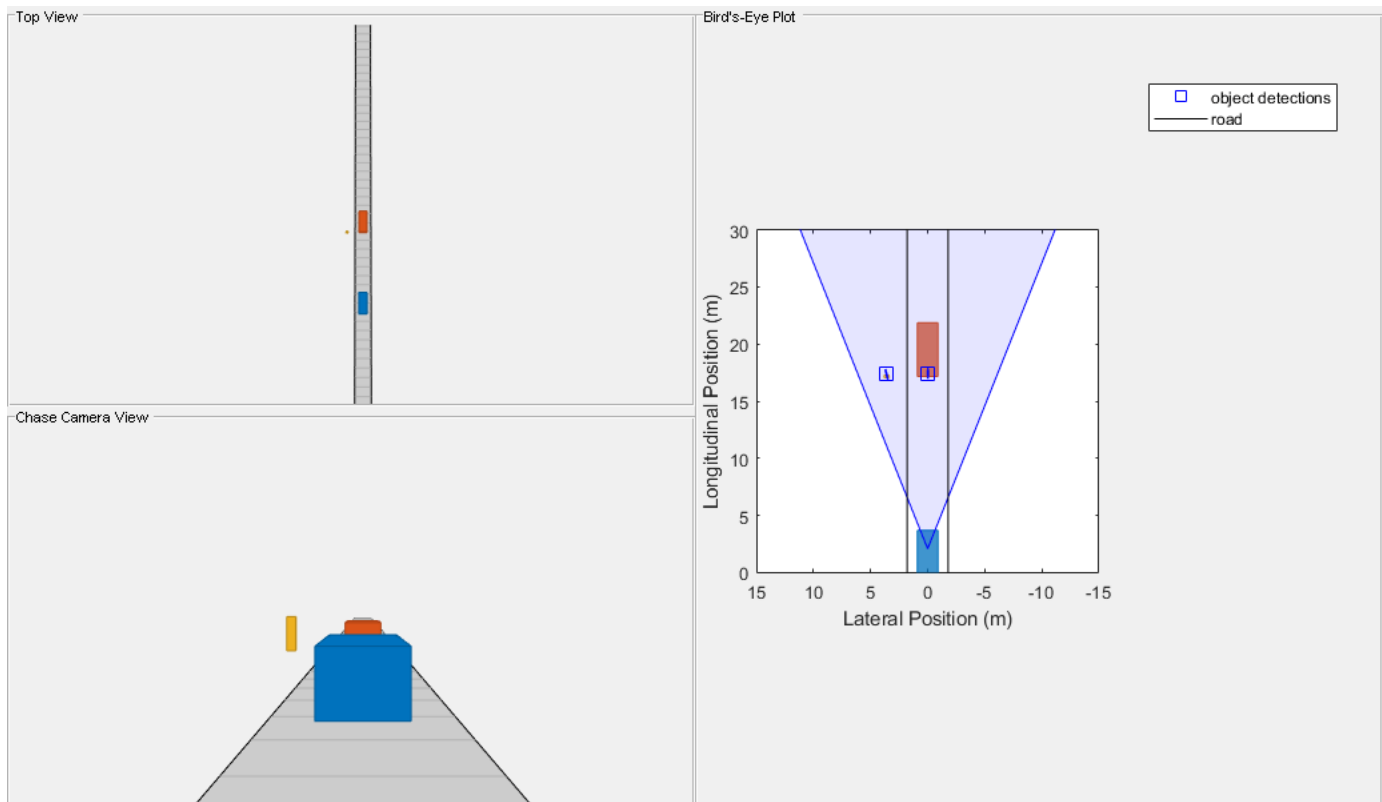 Top View
Bird's-Eye Plot
object detections
road
30
25
20
15
10
5
0
Longitudinal Position (m)
15 10 5 0 -5 -10 -15
Lateral Position (m)
Chase Camera View